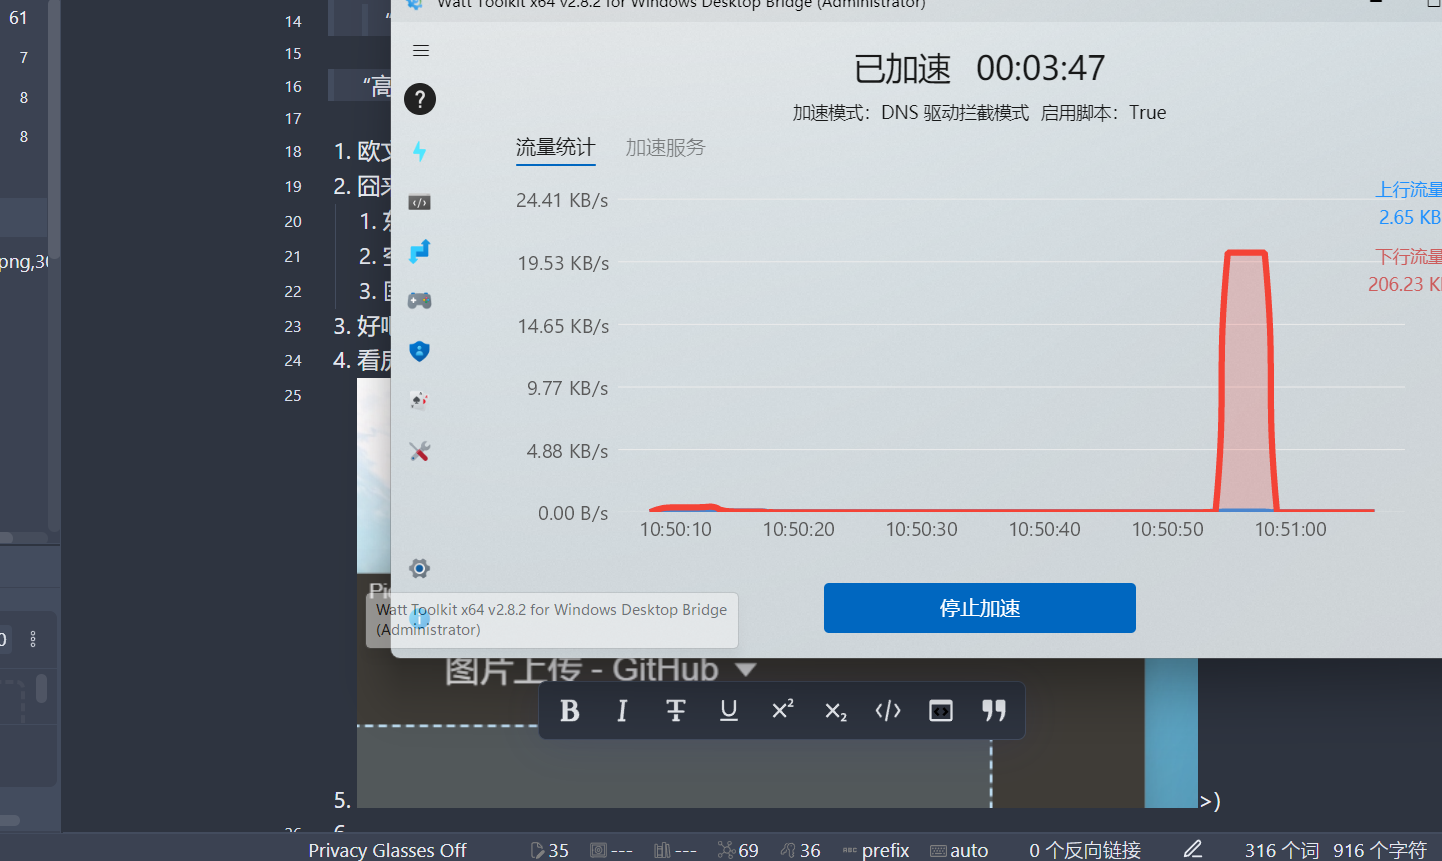 Watt Toolkit x64 v2.8.2 for Windows Desktop Bridge (Administrator)
61
7
8
8
png,30
0
14
15
16
“高
17
18
1. 欧文
19
2. 囧来
20
1.
21
2.
22
3.
23
3. 好
24
4. 看
25
5.
>)
已加速 00:03:47
加速模式：DNS 驱动拦截模式 启用脚本：True
流量统计 加速服务
24.41 KB/s
19.53 KB/s
14.65 KB/s
9.77 KB/s
4.88 KB/s
0.00 B/s
10:50:10 10:50:20 10:50:30 10:50:40 10:50:50 10:51:00
上行流量
2.65 KB
下行流量
206.23 K
停止加速
Watt Toolkit x64 v2.8.2 for Windows Desktop Bridge
(Administrator)
图片上传 - GitHub
B I T U X² X₂ </>
Privacy Glasses Off 35 --- --- 69 36 prefix auto 0 个反向链接 316 个词 916 个字符